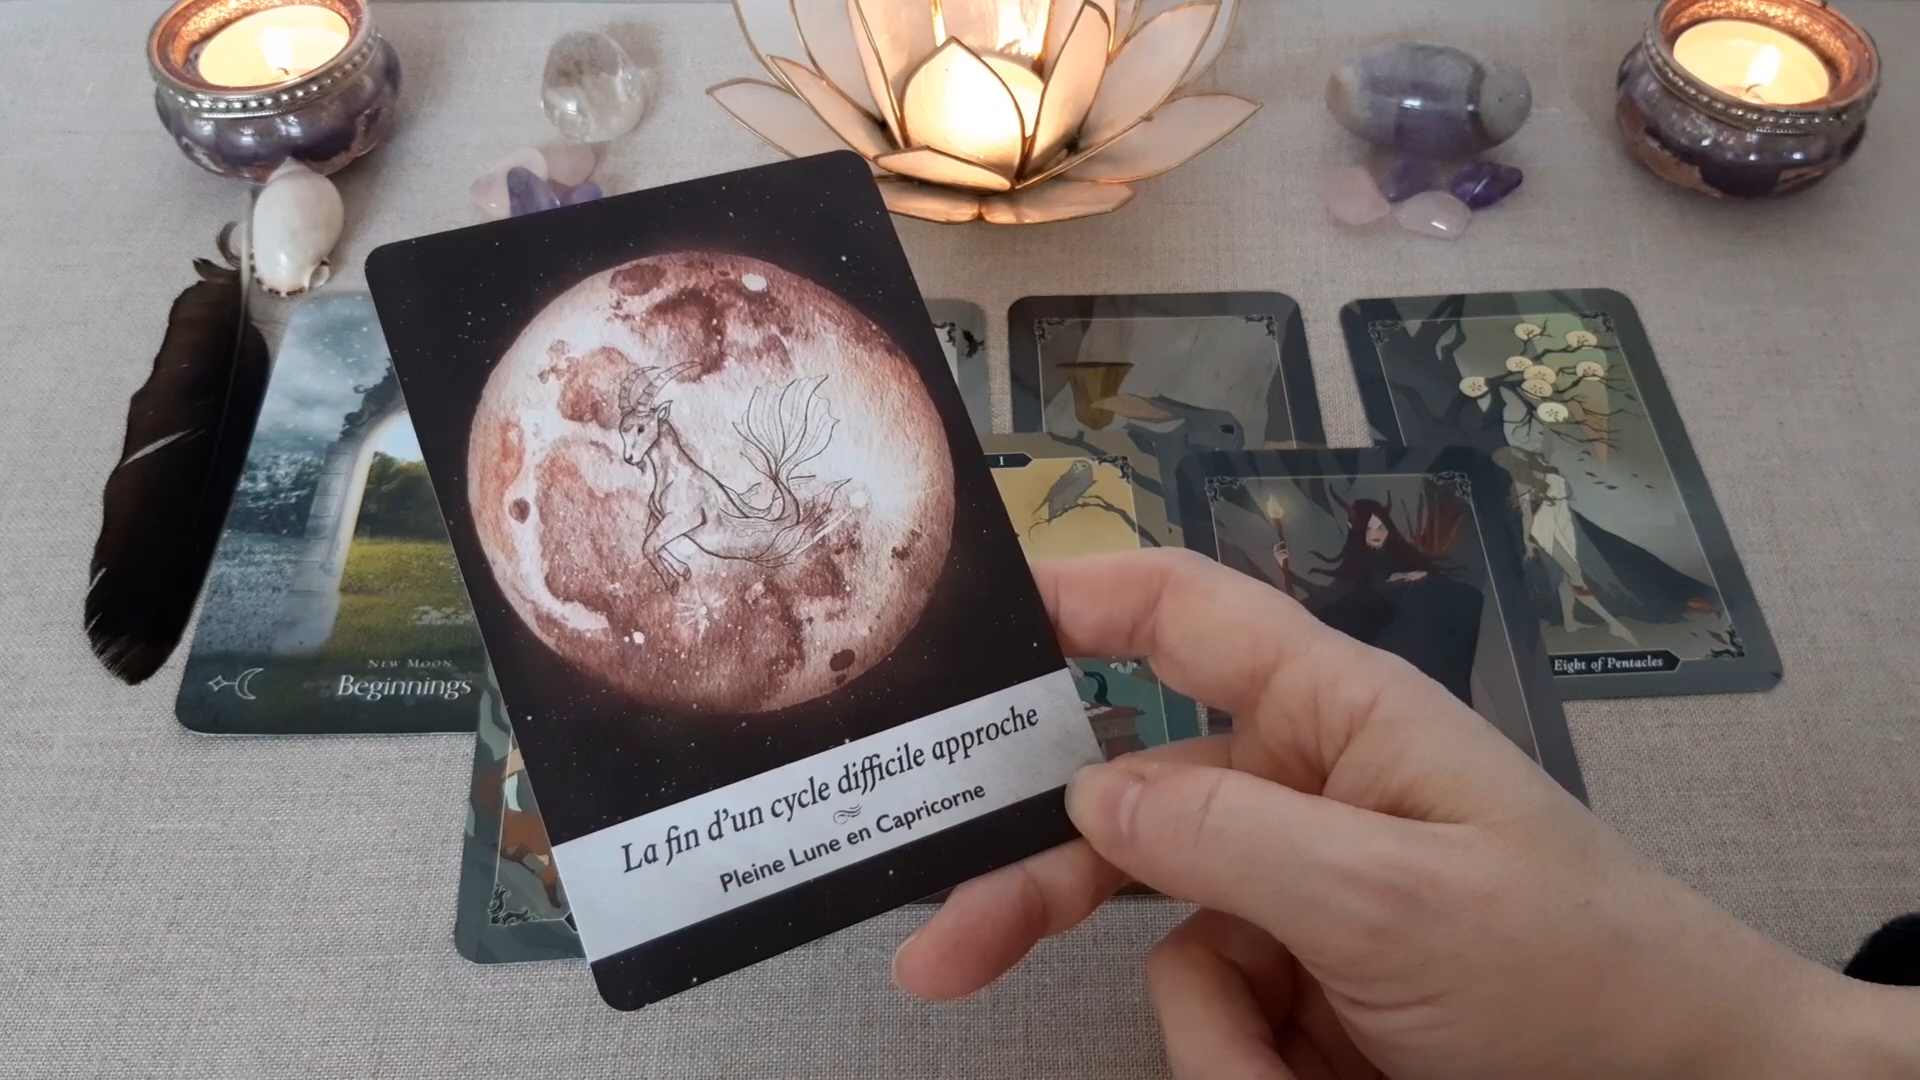 La fin d'un cycle difficile approche
Pleine Lune en Capricorne
New Moon
Beginnings
I
Eight of Pentacles